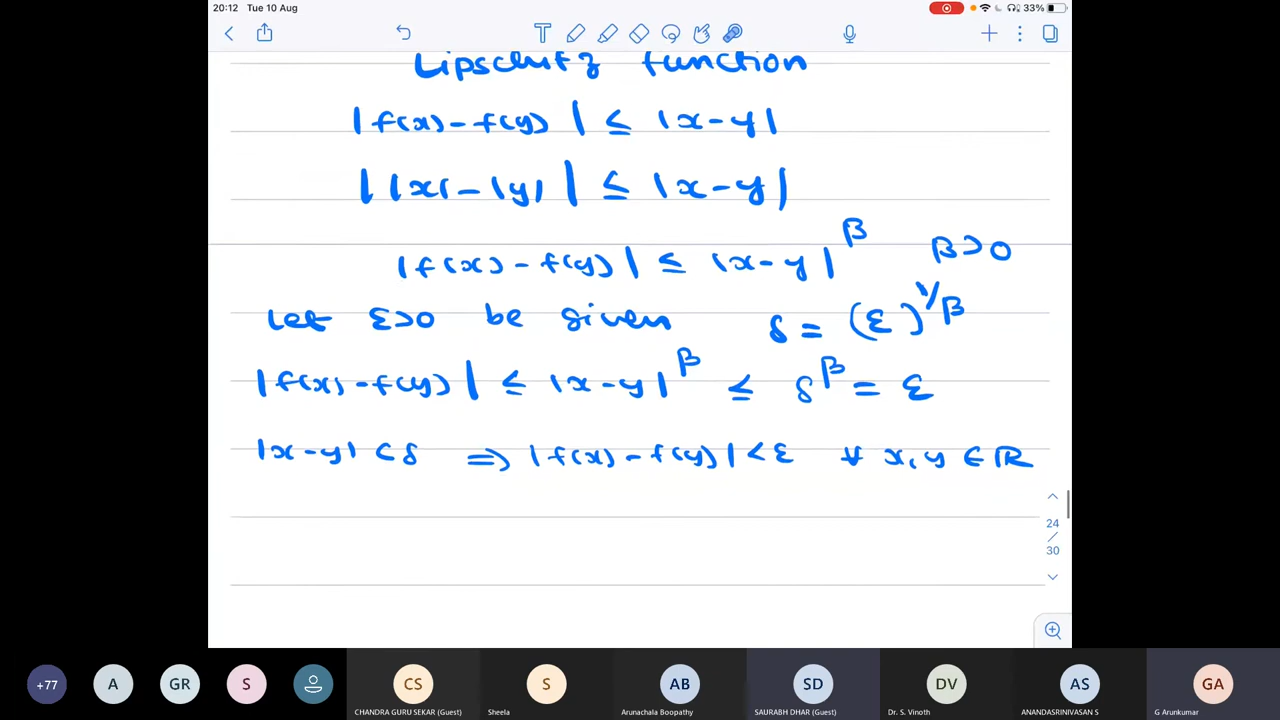 20:12 Tue 10 Aug
33%
Lipschitz function
|f(x)-f(y)| ≤ |x-y|
||x|-|y|| ≤ |x-y|
|f(x)-f(y)| ≤ |x-y|^β β>0
Let ε>0 be given δ = (ε)^1/β
|f(x)-f(y)| ≤ |x-y|^β ≤ δ^β = ε
|x-y|<δ ⇒ |f(x)-f(y)|<ε ∀ x,y ∈ ℝ
24
/
30
+77 A GR S CS S AB SD DV AS GA
CHANDRA GURU SEKAR (Guest) Sheela Arunachala Boopathy SAURABH DHAR (Guest) Dr. S. Vinoth ANANDASRINIVASAN S G Arunkumar